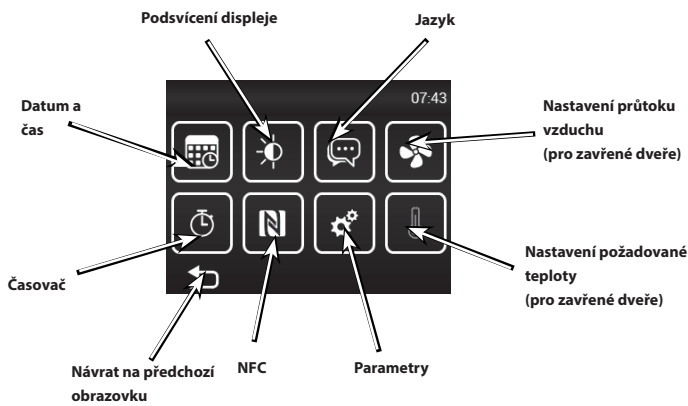 Podsvícení displeje
Jazyk
Datum a
čas
07:43
Nastavení průtoku
vzduchu
(pro zavřené dveře)
Časovač
Nastavení požadované
teploty
(pro zavřené dveře)
Návrat na předchozí
obrazovku
NFC
Parametry